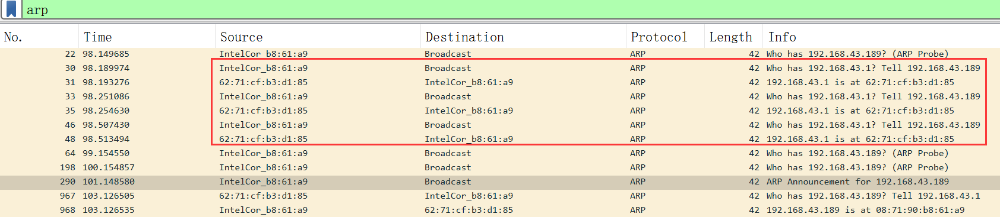 arp
No. Time Source Destination Protocol Length Info
22 98.149685 IntelCor_b8:61:a9 Broadcast ARP 42 Who has 192.168.43.189? (ARP Probe)
30 98.189974 IntelCor_b8:61:a9 Broadcast ARP 42 Who has 192.168.43.1? Tell 192.168.43.189
31 98.193276 62:71:cf:b3:d1:85 IntelCor_b8:61:a9 ARP 42 192.168.43.1 is at 62:71:cf:b3:d1:85
33 98.251086 IntelCor_b8:61:a9 Broadcast ARP 42 Who has 192.168.43.1? Tell 192.168.43.189
35 98.254630 62:71:cf:b3:d1:85 IntelCor_b8:61:a9 ARP 42 192.168.43.1 is at 62:71:cf:b3:d1:85
46 98.507430 IntelCor_b8:61:a9 Broadcast ARP 42 Who has 192.168.43.1? Tell 192.168.43.189
48 98.513494 62:71:cf:b3:d1:85 IntelCor_b8:61:a9 ARP 42 192.168.43.1 is at 62:71:cf:b3:d1:85
64 99.154550 IntelCor_b8:61:a9 Broadcast ARP 42 Who has 192.168.43.189? (ARP Probe)
198 100.154857 IntelCor_b8:61:a9 Broadcast ARP 42 Who has 192.168.43.189? (ARP Probe)
290 101.148580 IntelCor_b8:61:a9 Broadcast ARP 42 ARP Announcement for 192.168.43.189
967 103.126505 62:71:cf:b3:d1:85 IntelCor_b8:61:a9 ARP 42 Who has 192.168.43.189? Tell 192.168.43.1
968 103.126535 IntelCor_b8:61:a9 62:71:cf:b3:d1:85 ARP 42 192.168.43.189 is at 08:71:90:b8:61:a9